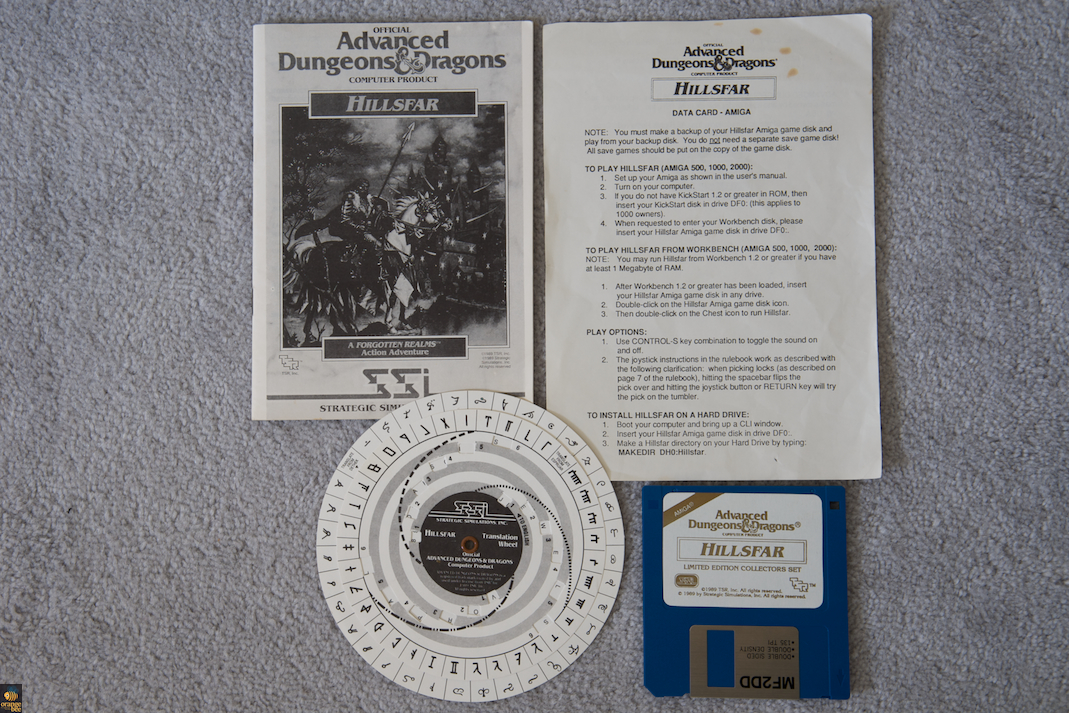 OFFICIAL
Advanced
Dungeons & Dragons
COMPUTER PRODUCT
HILLSFAR
A FORGOTTEN REALMS™
Action Adventure
TSR, Inc.
SSI
STRATEGIC
OFFICIAL
Advanced
Dungeons & Dragons®
COMPUTER PRODUCT
HILLSFAR
DATA CARD - AMIGA
NOTE: You must make a backup of your Hillsfar Amiga game disk and
play from your backup disk. You do not need a separate save game disk!
All save games should be put on the copy of the game disk.
TO PLAY HILLSFAR (AMIGA 500, 1000, 2000):
1. Set up your Amiga as shown in the user's manual.
2. Turn on your computer.
3. If you do not have KickStart 1.2 or greater in ROM, then
insert your KickStart disk in drive DF0: (this applies to
1000 owners).
4. When requested to enter your Workbench disk, please
insert your Hillsfar Amiga game disk in drive DF0:.
TO PLAY HILLSFAR FROM WORKBENCH (AMIGA 500, 1000, 2000):
NOTE: You may run Hillsfar from Workbench 1.2 or greater if you have
at least 1 Megabyte of RAM.
1. After Workbench 1.2 or greater has been loaded, insert
your Hillsfar Amiga game disk in any drive.
2. Double-click on the Hillsfar Amiga game disk icon.
3. Then double-click on the Chest icon to run Hillsfar.
PLAY OPTIONS:
1. Use CONTROL-S key combination to toggle the sound on
and off.
2. The joystick instructions in the rulebook work as described with
the following clarification: when picking locks (as described on
page 7 of the rulebook), hitting the spacebar flips the
pick over and hitting the joystick button or RETURN key will try
the pick on the tumbler.
TO INSTALL HILLSFAR ON A HARD DRIVE:
1. Boot your computer and bring up a CLI window.
2. Insert your Hillsfar Amiga game disk in drive DF0:.
3. Make a Hillsfar directory on your Hard Drive by typing:
MAKEDIR DH0:Hillsfar.
SSI
STRATEGIC SIMULATIONS, INC.
HILLSFAR Translation
Wheel
Official
ADVANCED DUNGEONS & DRAGONS
Computer Product
AMIGA®
Advanced
Dungeons & Dragons®
COMPUTER PRODUCT
HILLSFAR
LIMITED EDITION COLLECTORS SET
SSI
TSR™
©1989 TSR, Inc. All rights reserved.
© 1989 by Strategic Simulations, Inc. All rights reserved.
MF2DD
DOUBLE SIDED
DOUBLE DENSITY
135 TPI
orange
bee